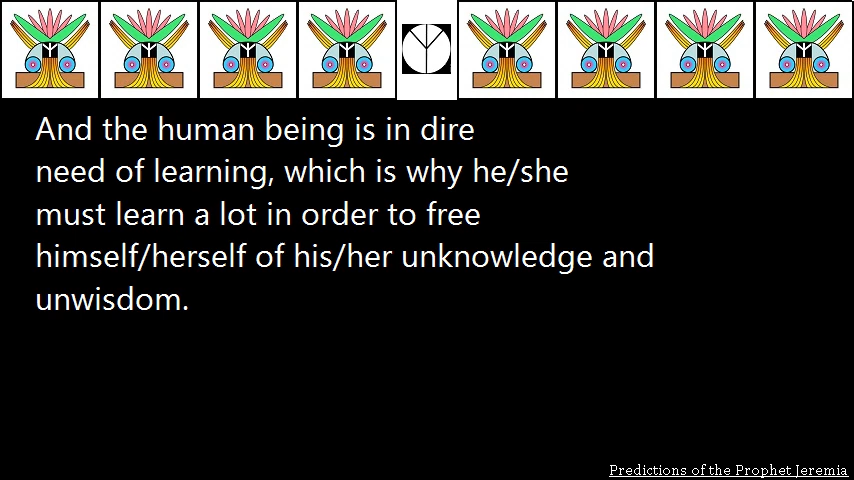 And the human being is in dire
need of learning, which is why he/she
must learn a lot in order to free
himself/herself of his/her unknowledge and
unwisdom.
Predictions of the Prophet Jeremia